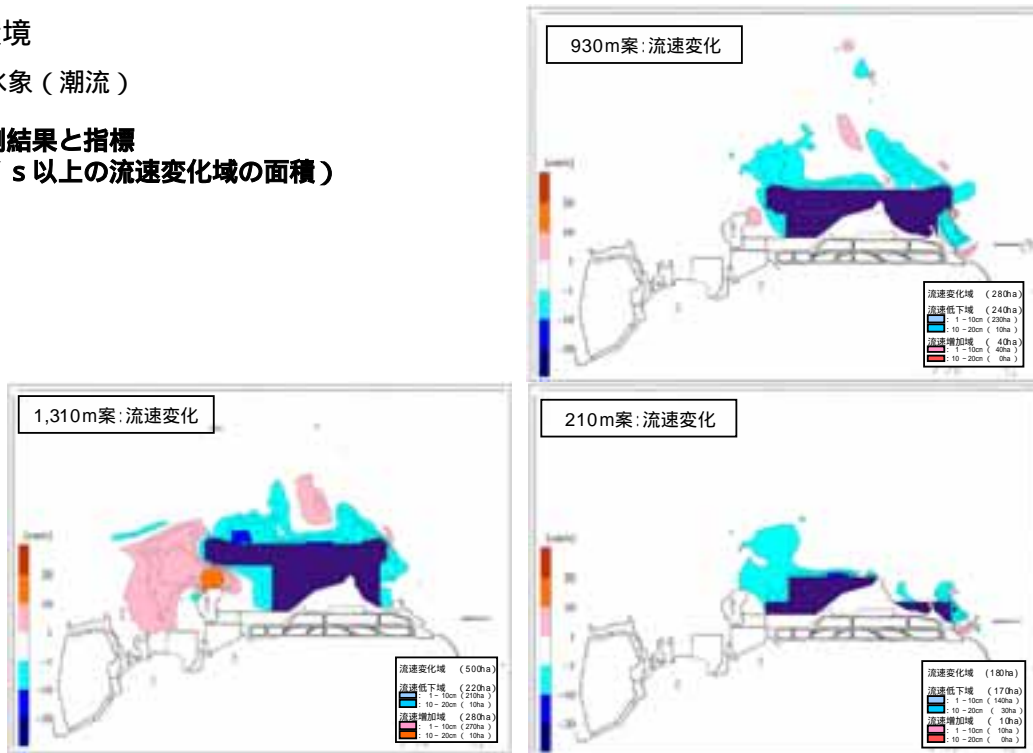 境
水象（潮流）
結果と指標
ｓ以上の流速変化域の面積）
930m案：流速変化
流速変化域 （280ha）
流速低下域 （240ha）
： 1－10cm（230ha ）
： 10－20cm（ 10ha ）
流速増加域 （ 40ha）
： 1－10cm（ 40ha ）
： 10－20cm（ 0ha ）
1,310m案：流速変化
流速変化域 （500ha）
流速低下域 （220ha）
： 1－10cm（210ha ）
： 10－20cm（ 10ha ）
流速増加域 （280ha）
： 1－10cm（270ha ）
： 10－20cm（ 10ha ）
210m案：流速変化
流速変化域 （180ha）
流速低下域 （170ha）
： 1－10cm（140ha ）
： 10－20cm （ 30ha ）
流速増加域 （ 10ha）
： 1－10cm（ 10ha ）
： 10－20cm（ 0ha ）